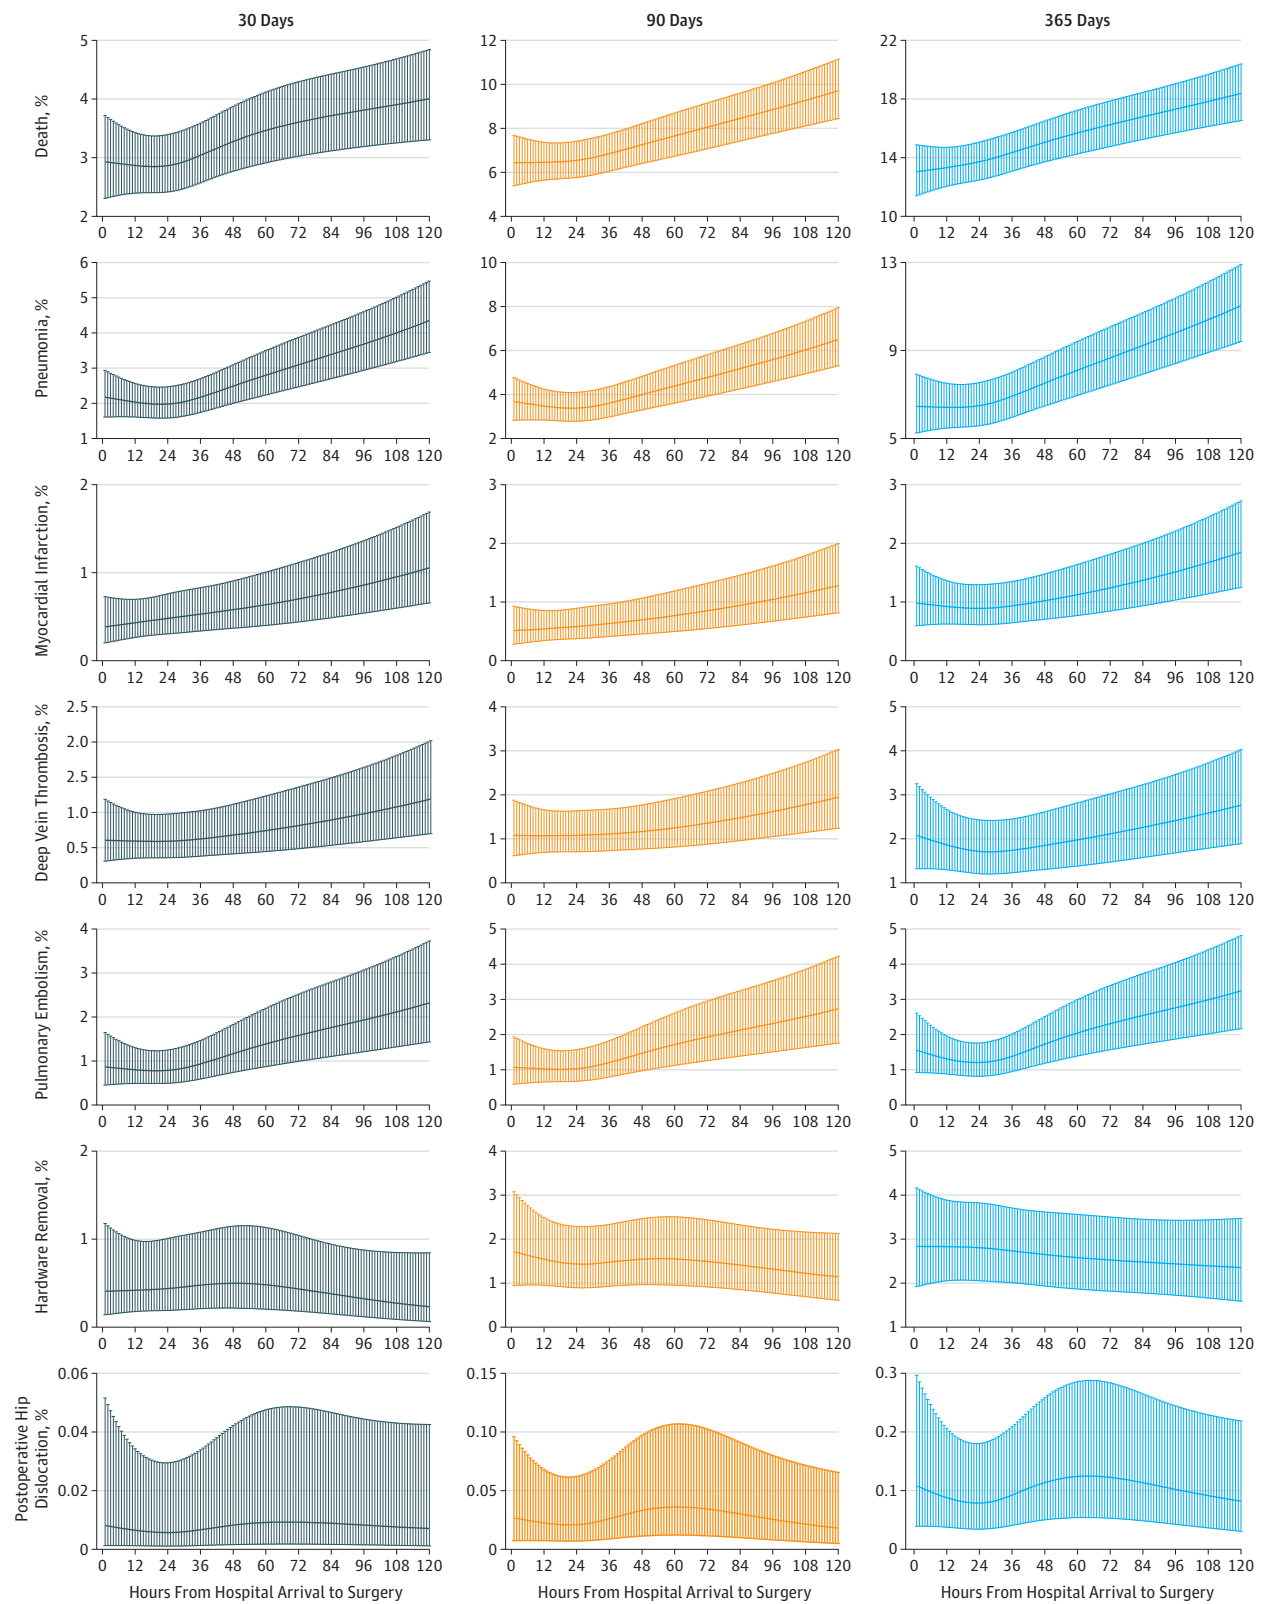 30 Days 90 Days 365 Days
Death, %
5 4 3 2
12 10 8 6 4
22 18 14 10
0 12 24 36 48 60 72 84 96 108 120
0 12 24 36 48 60 72 84 96 108 120
0 12 24 36 48 60 72 84 96 108 120
Pneumonia, %
6 5 4 3 2 1
10 8 6 4 2
13 9 5
0 12 24 36 48 60 72 84 96 108 120
0 12 24 36 48 60 72 84 96 108 120
0 12 24 36 48 60 72 84 96 108 120
Myocardial Infarction, %
2 1 0
3 2 1 0
3 2 1 0
0 12 24 36 48 60 72 84 96 108 120
0 12 24 36 48 60 72 84 96 108 120
0 12 24 36 48 60 72 84 96 108 120
Deep Vein Thrombosis, %
2.5 2.0 2.5 1.0 0.5 0
4 3 2 1 0
5 4 3 2 1
0 12 24 36 48 60 72 84 96 108 120
0 12 24 36 48 60 72 84 96 108 120
0 12 24 36 48 60 72 84 96 108 120
Pulmonary Embolism, %
4 3 2 1 0
5 4 3 2 1 0
5 4 3 2 1 0
0 12 24 36 48 60 72 84 96 108 120
0 12 24 36 48 60 72 84 96 108 120
0 12 24 36 48 60 72 84 96 108 120
Hardware Removal, %
2 1 0
4 3 2 1 0
5 4 3 2 1
0 12 24 36 48 60 72 84 96 108 120
0 12 24 36 48 60 72 84 96 108 120
0 12 24 36 48 60 72 84 96 108 120
Postoperative Hip
Dislocation, %
0.06 0.04 0.02 0
0.15 0.10 0.05 0
0.3 0.2 0.1 0
0 12 24 36 48 60 72 84 96 108 120
0 12 24 36 48 60 72 84 96 108 120
0 12 24 36 48 60 72 84 96 108 120
Hours From Hospital Arrival to Surgery
Hours From Hospital Arrival to Surgery
Hours From Hospital Arrival to Surgery